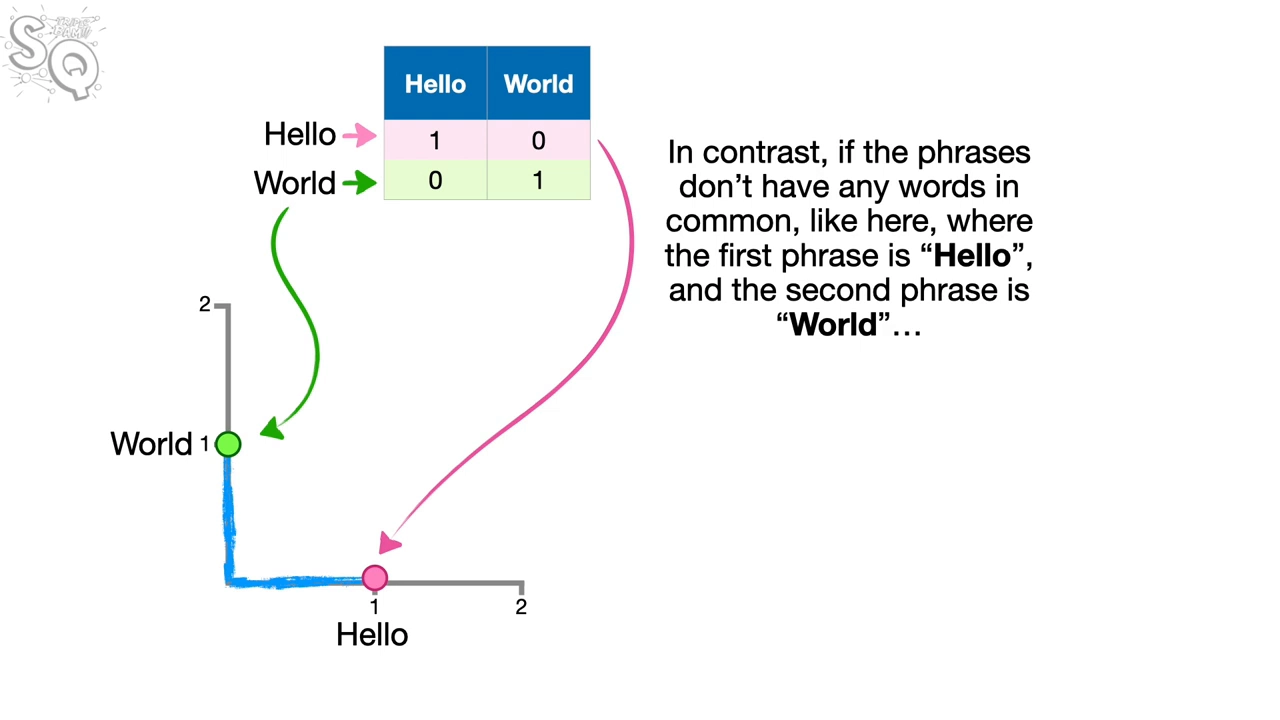 SQ
Hello World
Hello 1 0
World 0 1
In contrast, if the phrases
don’t have any words in
common, like here, where
the first phrase is “Hello”,
and the second phrase is
“World”…
2
World 1
1 2
Hello